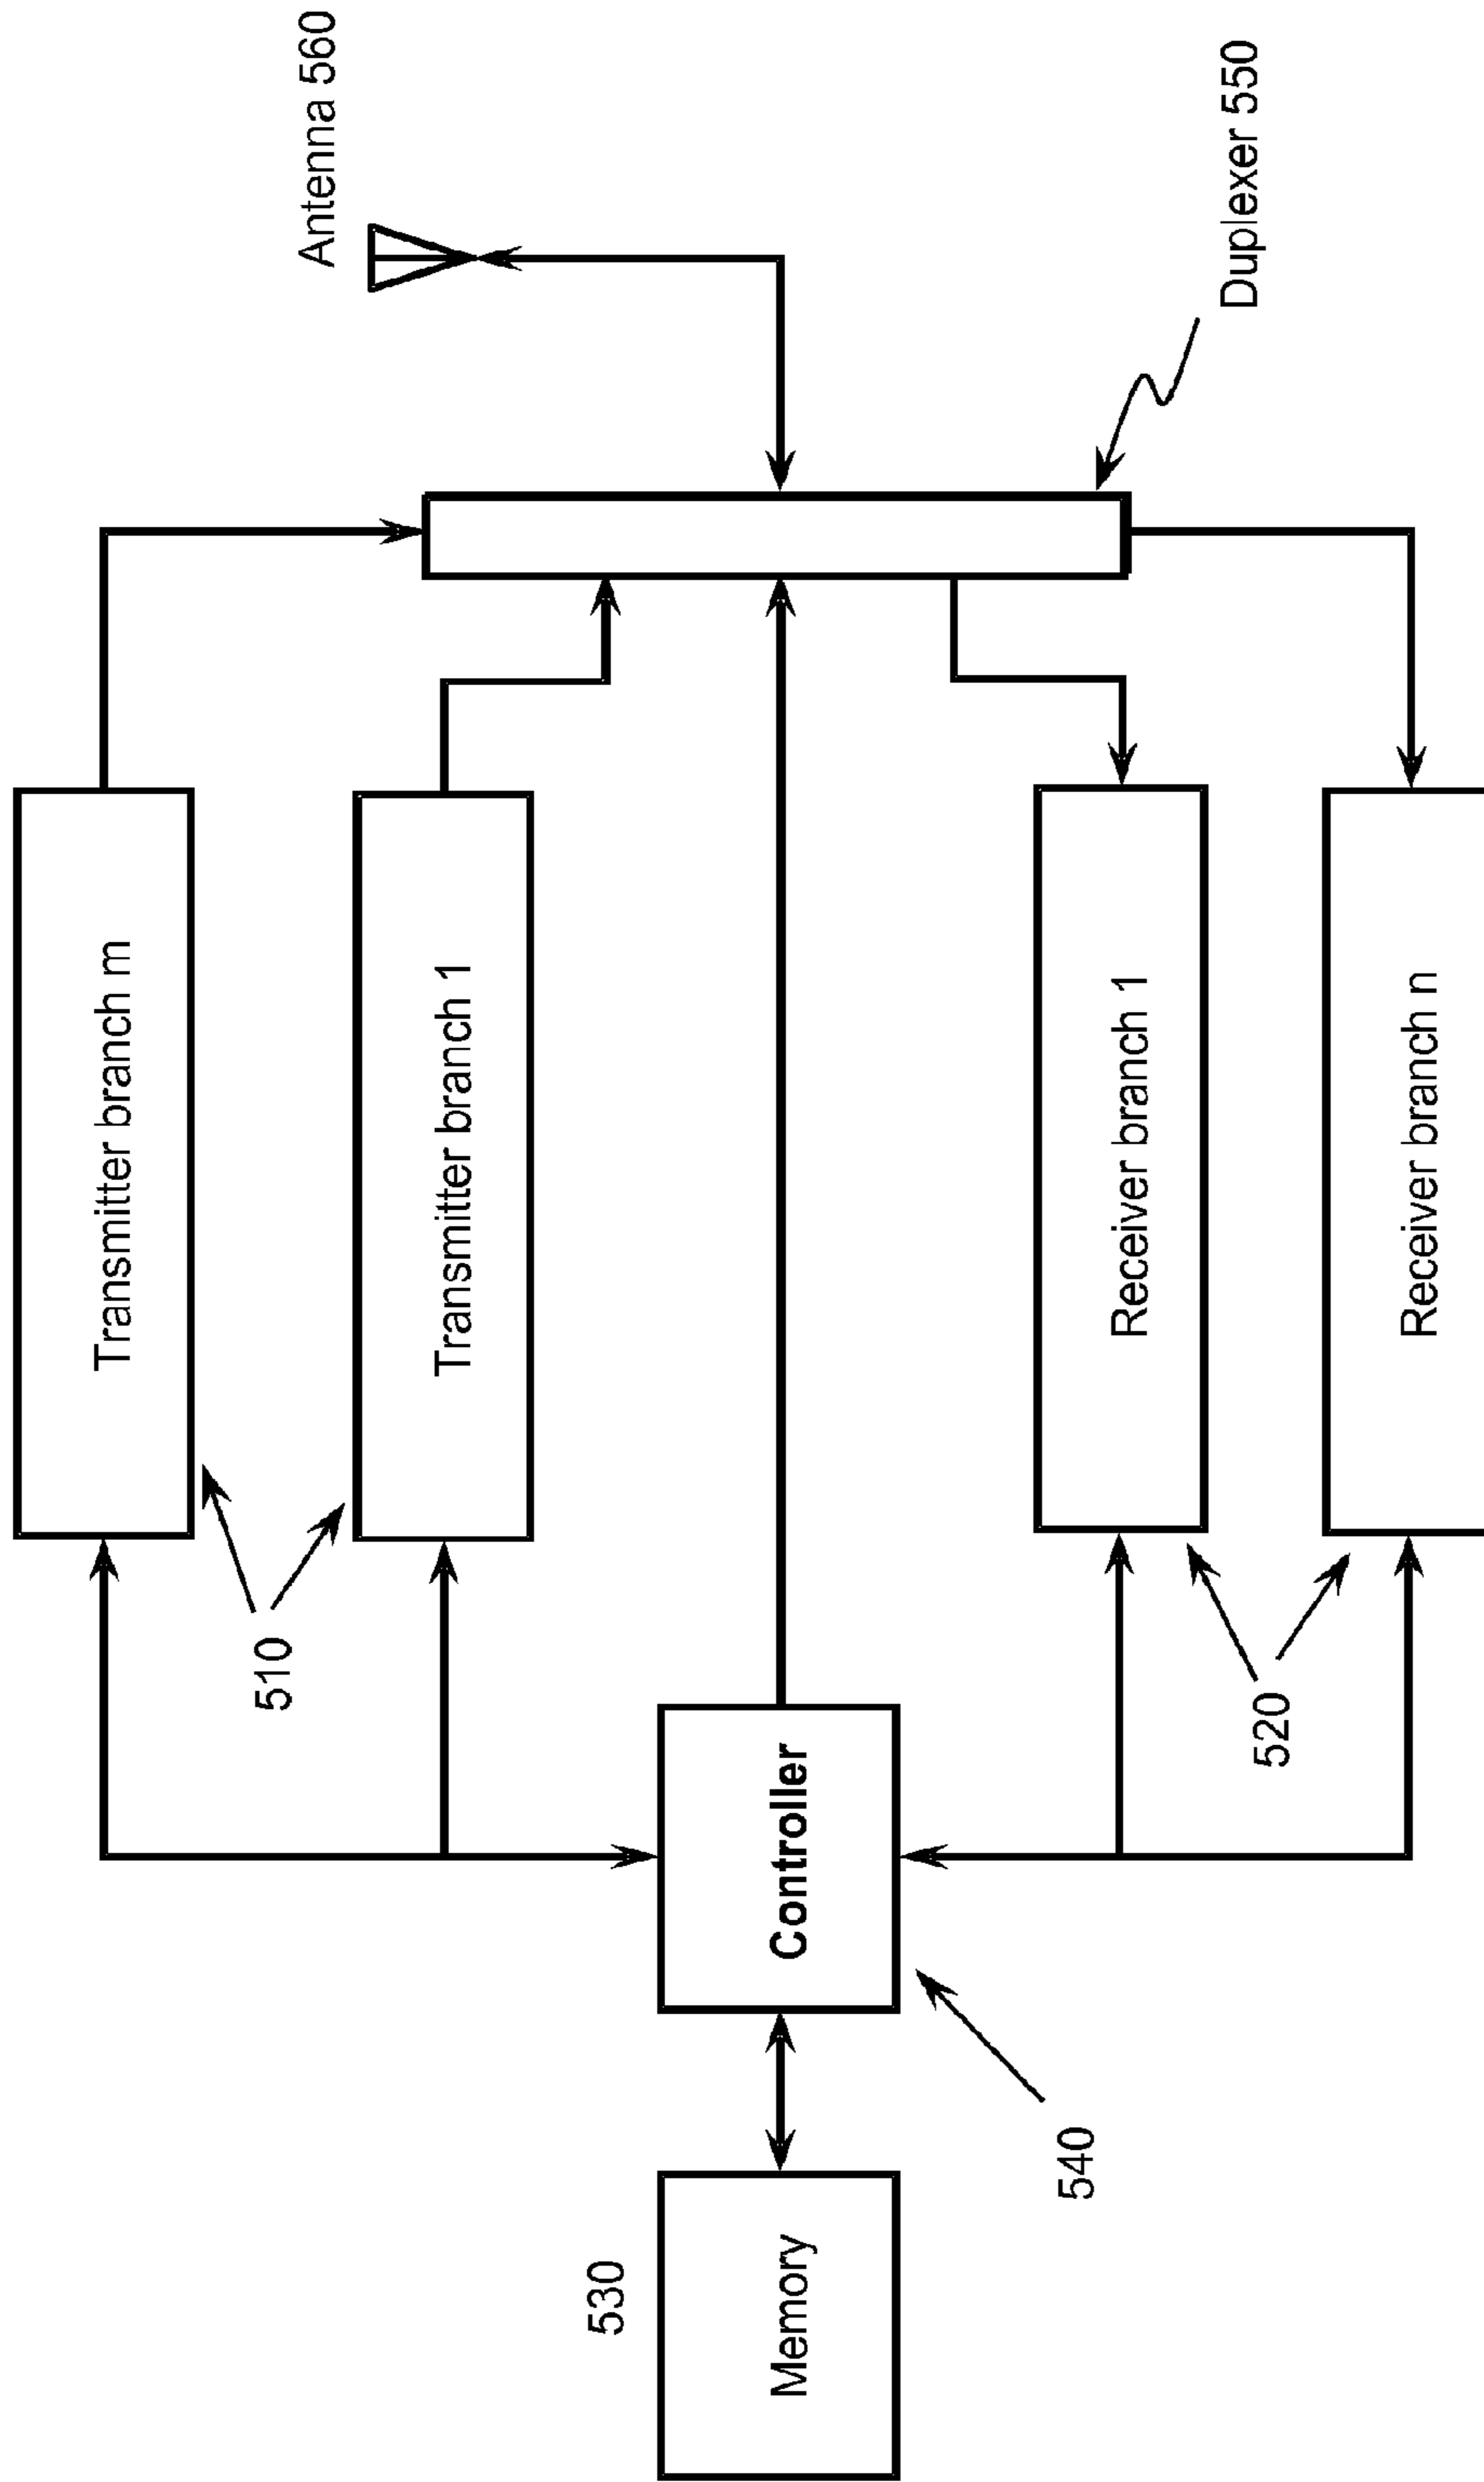 Antenna 560
Transmitter branch m
510
Transmitter branch 1
Duplexer 550
530
Memory
Controller
540
Receiver branch 1
520
Receiver branch n